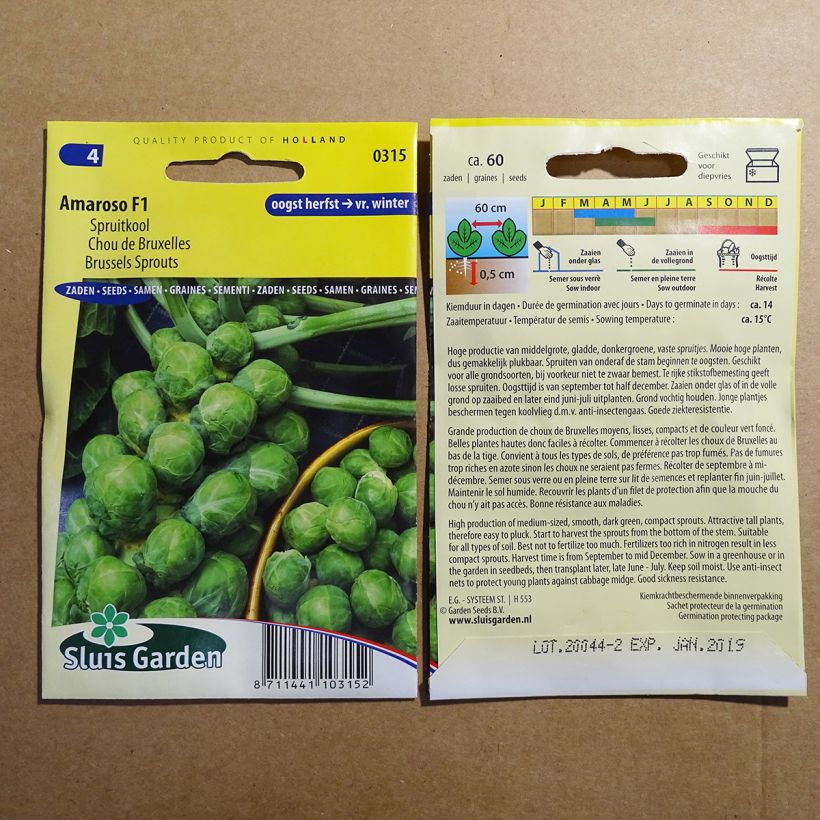 QUALITY PRODUCT OF HOLLAND
4
0315
Amaroso F1
oogst herfst → vr. winter
Spruitkool
Chou de Bruxelles
Brussels Sprouts
ZADEN • SEEDS • SAMEN • GRAINES • SEMENTI • ZADEN • SEEDS • SAMEN • GRAINES • SEM
Sluis Garden
8 711441 103152
ca. 60
zaden | graines | seeds
Geschikt
voor
diepvries
60 cm
0,5 cm
J F M A M J J A S O N D
Zaaien
onder glas
Semer sous verrè
Sow indoor
Zaaien in
de vollegrond
Semer en pleine terre
Sow outdoor
Oogsttijd
Récolte
Harvest
Kiemduur in dagen • Durée de germination avec jours • Days to germinate in days : ca. 14
Zaaitemperatuur • Températur de semis • Sowing temperature : ca. 15°C
Hoge productie van middelgrote, gladde, donkergroene, vaste spruitjes. Mooie hoge planten,
dus gemakkelijk plukbaar. Spruiten van onderaf de stam beginnen te oogsten. Geschikt
voor alle grondsoorten, bij voorkeur niet te zwaar bemest. Te rijke stikstofbemesting geeft
losse spruiten. Oogsttijd is van september tot half december. Zaaien onder glas of in de volle
grond op zaaibed en later eind juni-juli uitplanten. Grond vochtig houden. Jonge plantjes
beschermen tegen koolvlieg d.m.v. anti-insectengaas. Goede ziekteresistentie.
Grande production de choux de Bruxelles moyens, lisses, compacts et de couleur vert foncé.
Belles plantes hautes donc faciles à récolter. Commencer à récolter les choux de Bruxelles au
bas de la tige. Convient à tous les types de sols, de préférence pas trop fumés. Pas de fumures
trop riches en azote sinon les choux ne seraient pas fermes. Récolter de septembre à mi-
décembre. Semer sous verre ou en pleine terre sur lit de semences et replanter fin juin-juillet.
Maintenir le sol humide. Recouvrir les plants d'un filet de protection afin que la mouche du
chou n'y ait pas accès. Bonne résistance aux maladies.
High production of medium-sized, smooth, dark green, compact sprouts. Attractive tall plants,
therefore easy to pluck. Start to harvest the sprouts from the bottom of the stem. Suitable
for all types of soil. Best not to fertilize too much. Fertilizers too rich in nitrogen result in less
compact sprouts. Harvest time is from September to mid December. Sow in a greenhouse or in
the garden in seedbeds, then transplant later, late June - July. Keep soil moist. Use anti-insect
nets to protect young plants against cabbage midge. Good sickness resistance.
E.G. - SYSTEEM ST. | H 553
© Garden Seeds B.V.
www.sluisgarden.nl
Kiemkrachtbeschermende binnenverpakking
Sachet protecteur de la germination
Germination protecting package
LOT.20044-2 EXP. JAN.2019